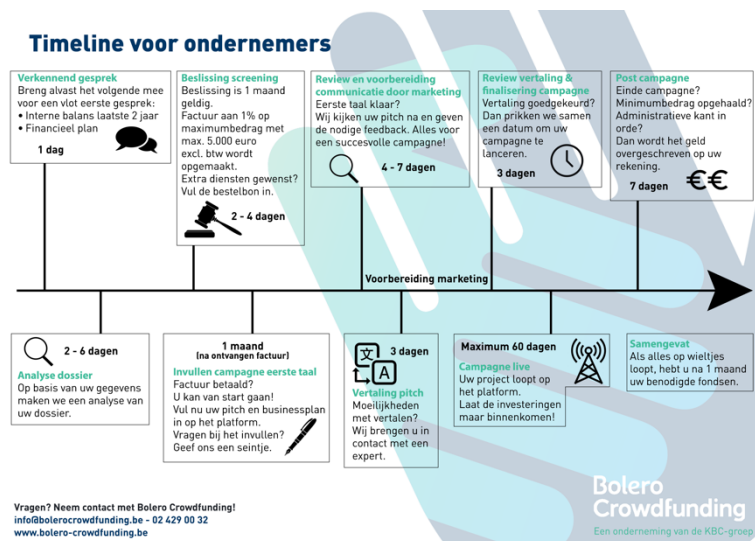 Timeline voor ondernemers
Verkennend gesprek
Breng alvast het volgende mee
voor een vlot eerste gesprek:
• Interne balans laatste 2 jaar
• Financieel plan
1 dag
Beslissing screening
Beslissing is 1 maand
geldig.
Factuur aan 1% op
maximumbedrag met
max. 5.000 euro
excl. btw wordt
opgemaakt.
Extra diensten gewenst?
Vul de bestelbon in.
2 - 4 dagen
Review en voorbereiding
communicatie door marketing
Eerste taal klaar?
Wij kijken uw pitch na en geven
de nodige feedback. Alles voor
een succesvolle campagne!
4 - 7 dagen
Review vertaling &
finalisering campagne
Vertaling goedgekeurd?
Dan prikken we samen
een datum om uw
campagne te
lanceren.
3 dagen
Post campagne
Einde campagne?
Minimumbedrag opgehaald?
Administratieve kant in
orde?
Dan wordt het geld
overgeschreven op uw
rekening.
7 dagen
€€
Voorbereiding marketing
2 - 6 dagen
Analyse dossier
Op basis van uw gegevens
maken we een analyse van
uw dossier.
1 maand
(na ontvangen factuur)
Invullen campagne eerste taal
Factuur betaald?
U kan van start gaan!
Vul nu uw pitch en businessplan
in op het platform.
Vragen bij het invullen?
Geef ons een seintje.
文
A
3 dagen
Vertaling pitch
Moeilijkheden
met vertalen?
Wij brengen u in
contact met een
expert.
Maximum 60 dagen
Campagne live
Uw project loopt op
het platform.
Laat de investeringen
maar binnenkomen!
Samengevat
Als alles op wieltjes
loopt, hebt u na 1 maand
uw benodigde fondsen.
Vragen? Neem contact met Bolero Crowdfunding!
info@bolerocrowdfunding.be - 02 429 00 32
www.bolero-crowdfunding.be
Bolero
Crowdfunding
Een onderneming van de KBC-groep